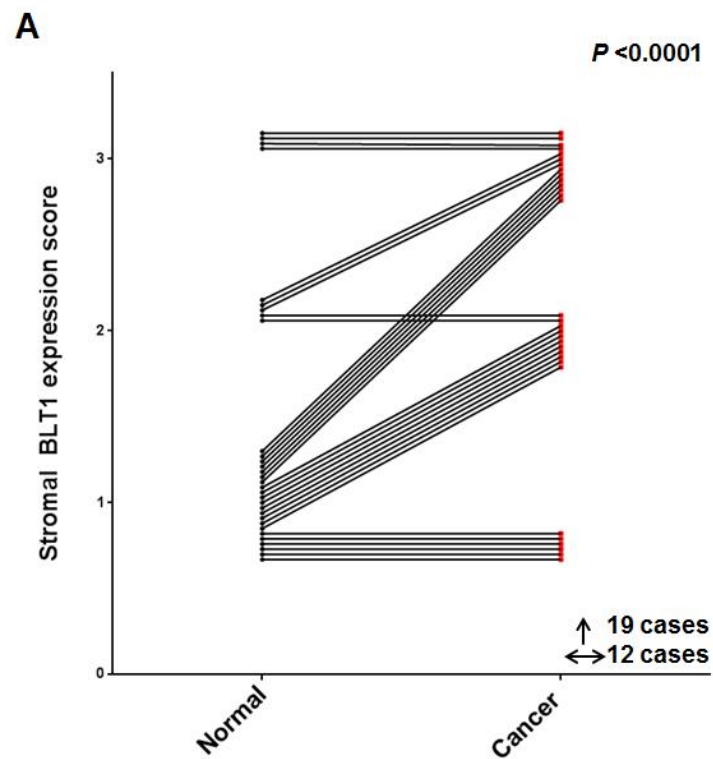 A
P <0.0001
Stromal BLT1 expression score
3
2
1
0
19 cases
12 cases
Normal
Cancer